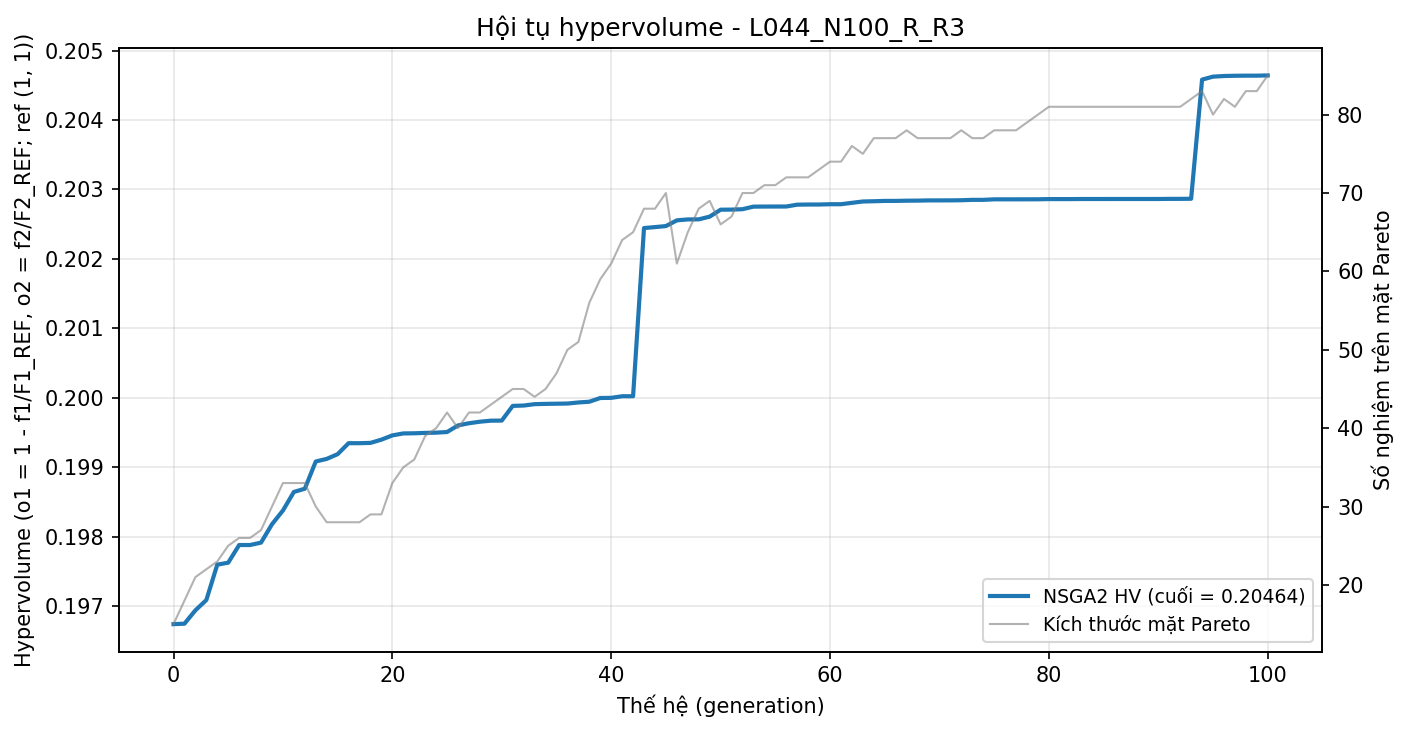 Hội tụ hypervolume - L044_N100_R_R3
Hypervolume (o1 = 1 - f1/F1_REF, o2 = f2/F2_REF; ref (1, 1))
0.205
0.204
0.203
0.202
0.201
0.200
0.199
0.198
0.197
80
70
60
50
40
30
20
Số nghiệm trên mặt Pareto
NSGA2 HV (cuối = 0.20464)
Kích thước mặt Pareto
0 20 40 60 80 100
Thế hệ (generation)